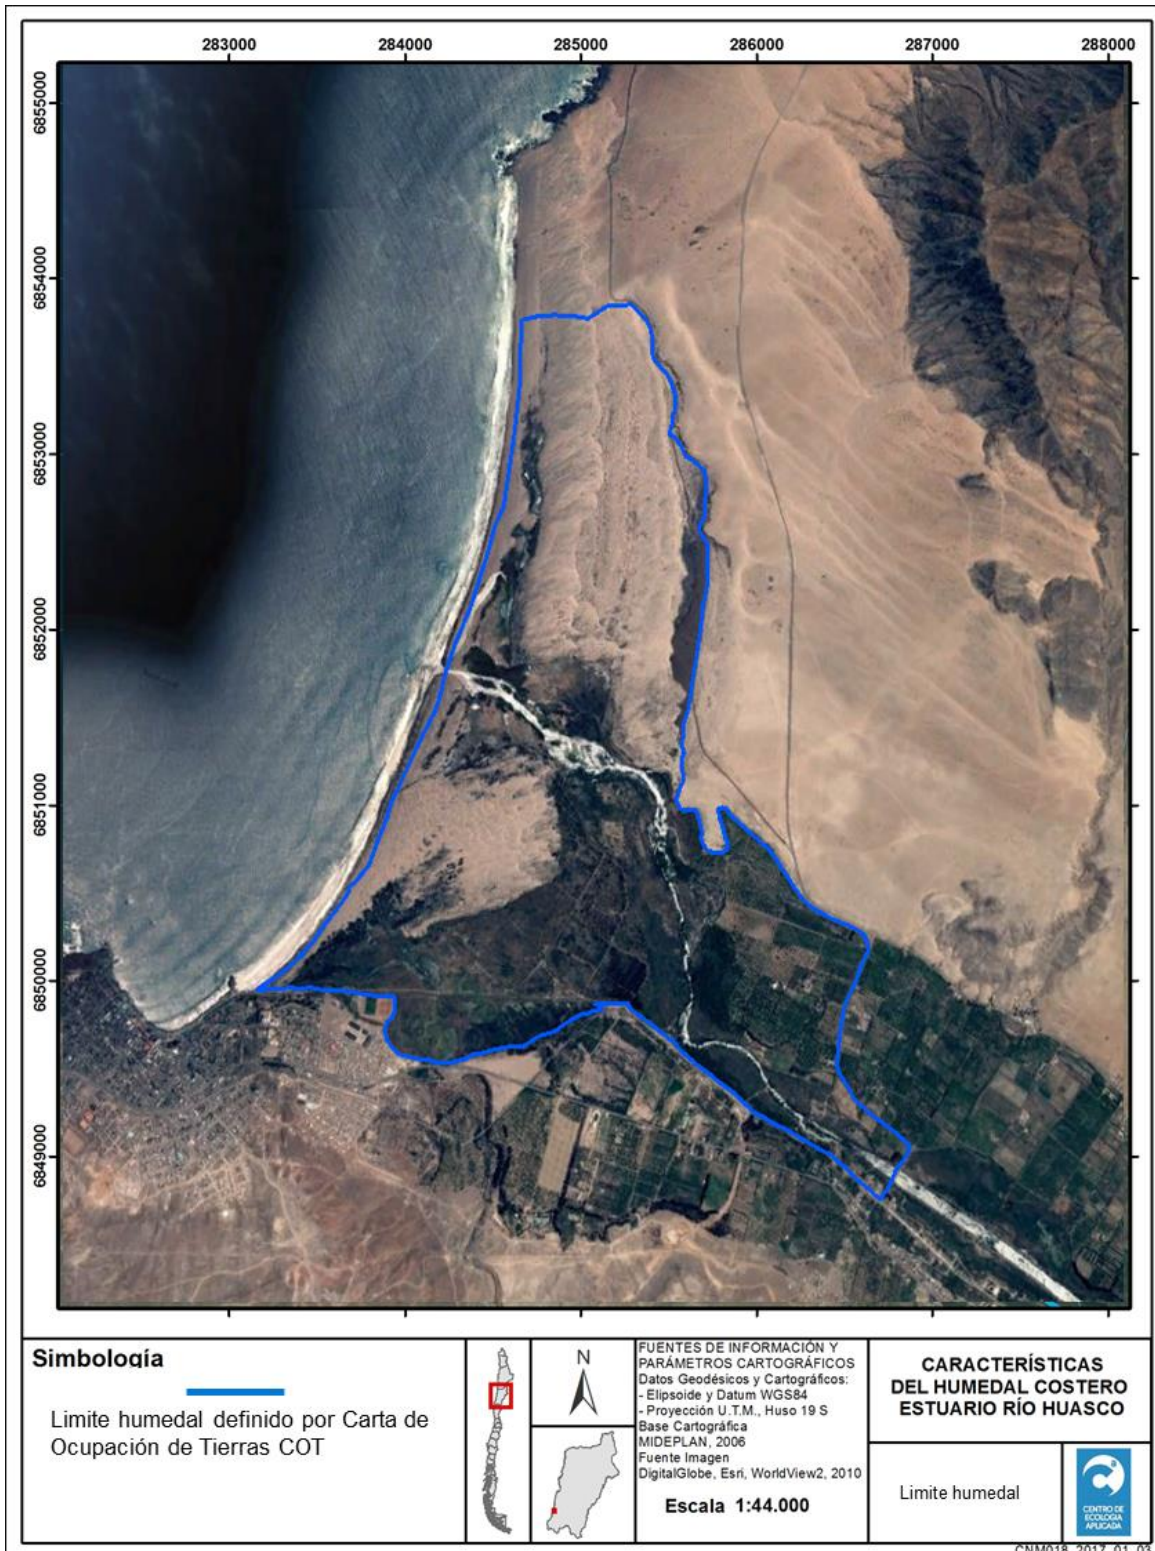 283000 284000 285000 286000 287000 288000
6855000
6854000
6853000
6852000
6851000
6850000
6849000
Simbología
Limite humedal definido por Carta de
Ocupación de Tierras COT
N
FUENTES DE INFORMACIÓN Y
PARÁMETROS CARTOGRÁFICOS
Datos Geodésicos y Cartográficos:
- Elipsoide y Datum WGS84
- Proyección U.T.M., Huso 19 S
Base Cartográfica
MIDEPLAN, 2006
Fuente Imagen
DigitalGlobe, Esri, WorldView2, 2010
Escala 1:44.000
CARACTERÍSTICAS
DEL HUMEDAL COSTERO
ESTUARIO RÍO HUASCO
Limite humedal
CENTRO DE
ECOLOGIA
APLICADA
CNM018_2017_01_03